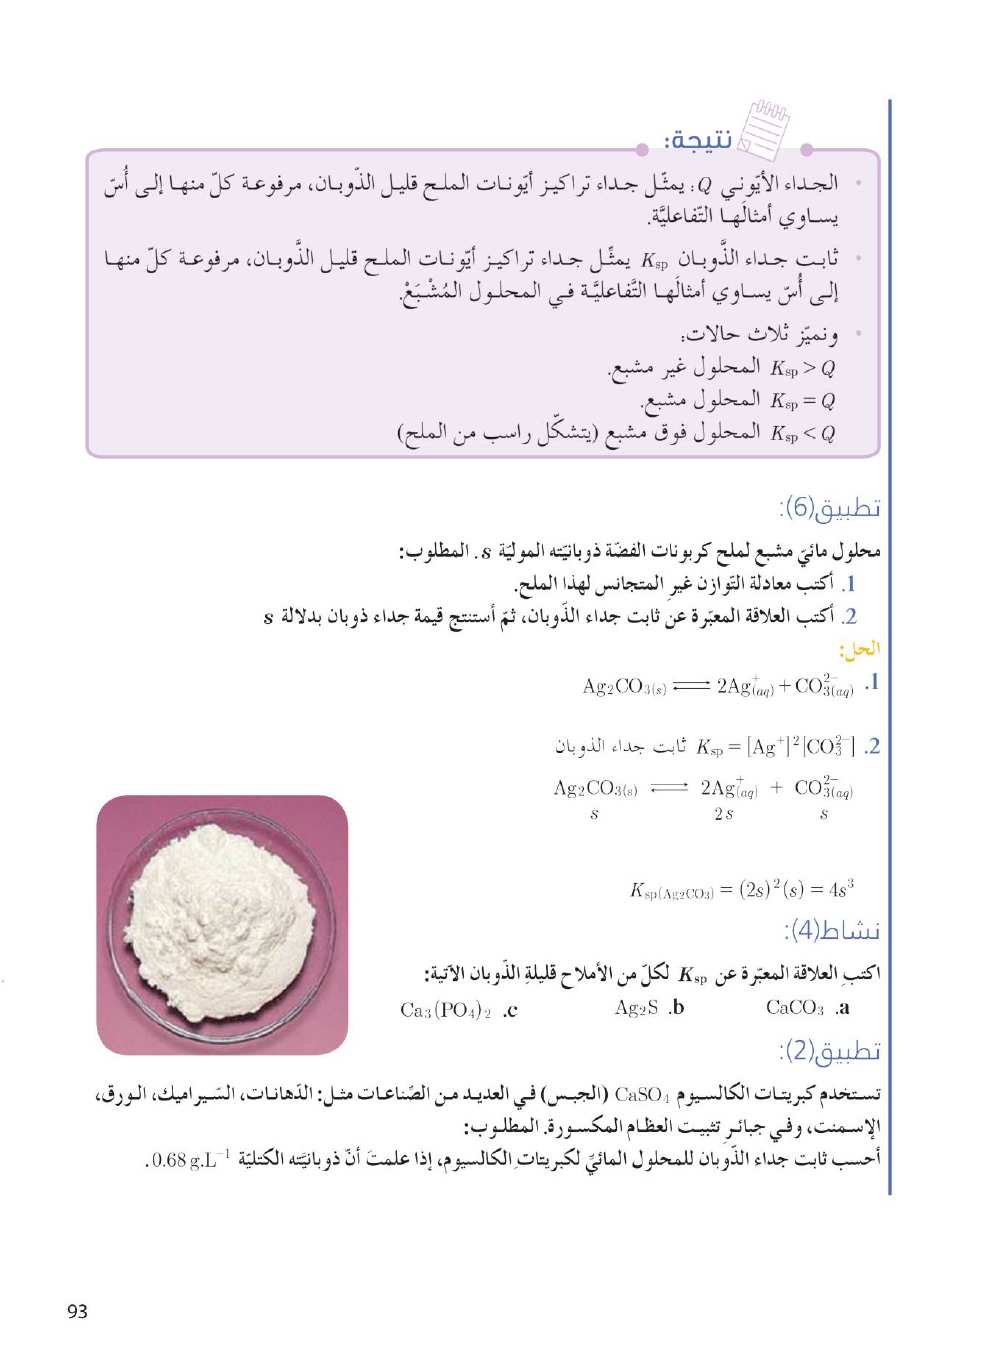 نتيجة:
• الجداء الأيّوني Q: يمثّل جداء تراكيز أيّونات الملح قليل الذّوبان، مرفوعة كلّ منها إلى أُسّ
يساوي أمثالَها التّفاعليَّة.
• ثابت جداء الذَّوبان Ksp يمثِّل جداء تراكيز أيّونات الملح قليل الذَّوبان، مرفوعة كلّ منها
إلى أُسّ يساوي أمثالَها التَّفاعليَّة في المحلول المُشْبَعْ.
• ونميّز ثلاث حالات:
Ksp > Q المحلول غير مشبع.
Ksp = Q المحلول مشبع.
Ksp < Q المحلول فوق مشبع (يتشكّل راسب من الملح)
تطبيق(6):
محلول مائيّ مشبع لملح كربونات الفضّة ذوبانيّته الموليّة s. المطلوب:
1. أكتب معادلة التّوازن غيرِ المتجانس لهذا الملح.
2. أكتب العلاقة المعبّرة عن ثابت جداء الذّوبان، ثمّ أستنتج قيمة جداء ذوبان بدلالة s
الحل:
1. Ag₂CO₃(s) ⇌ 2Ag⁺(aq) + CO₃²⁻(aq)
2. Ksp = [Ag⁺]²[CO₃²⁻] ثابت جداء الذوبان
Ag₂CO₃(s) ⇌ 2Ag⁺(aq) + CO₃²⁻(aq)
s 2s s
Ksp(Ag₂CO₃) = (2s)²(s) = 4s³
نشاط(4):
اكتبِ العلاقة المعبّرة عن Ksp لكلّ من الأملاح قليلةِ الذّوبان الآتية:
a. CaCO₃ b. Ag₂S c. Ca₃(PO₄)₂
تطبيق(2):
تستخدم كبريتات الكالسيوم CaSO₄ (الجبس) في العديد من الصّناعات مثل: الدّهانات، السّيراميك، الورق،
الإسمنت، وفي جبائرِ تثبيت العظام المكسورة. المطلوب:
أحسب ثابت جداء الذّوبان للمحلول المائيِّ لكبريتاتِ الكالسيوم، إذا علمتَ أنّ ذوبانيّته الكتليّة 0.68 g.L⁻¹.
93